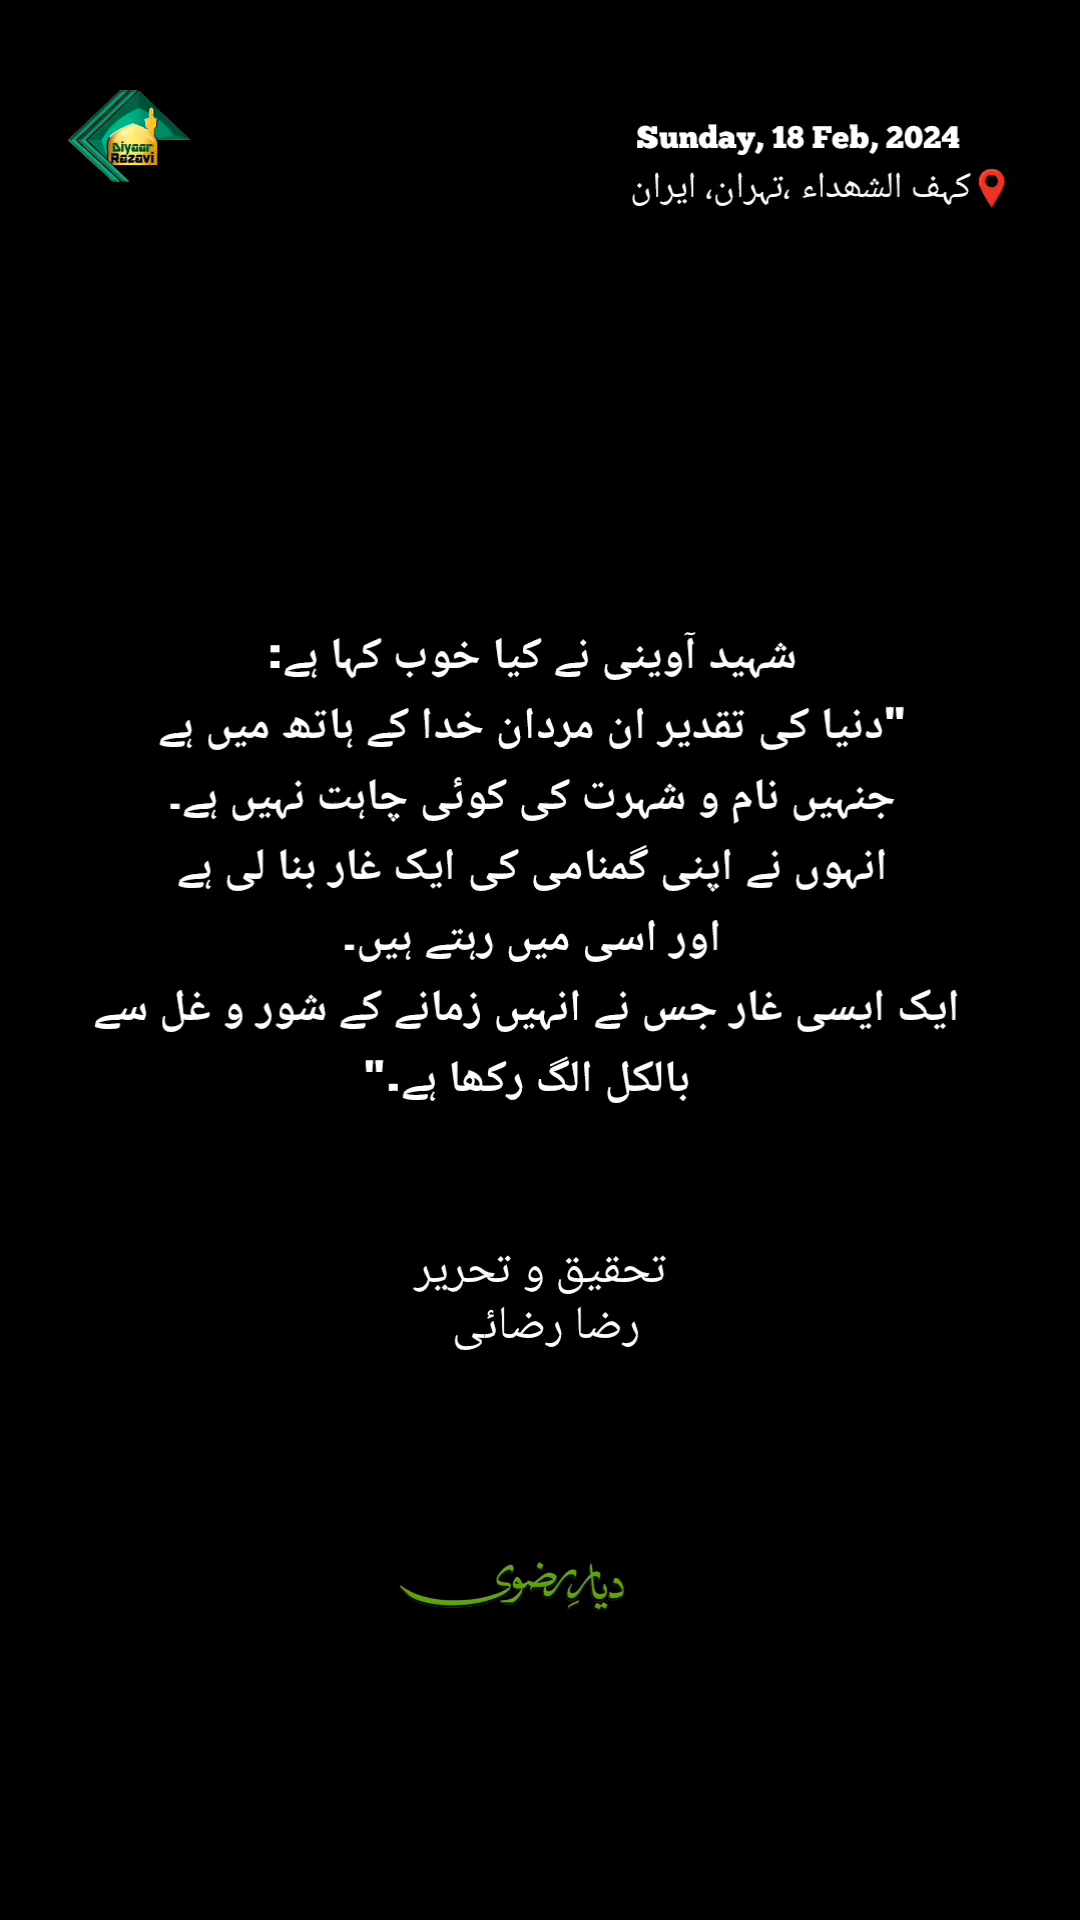 Diyaar
Razavi
Sunday, 18 Feb, 2024
کہف الشھداء ،تہران، ایران
شہید آوینی نے کیا خوب کہا ہے:
"دنیا کی تقدیر ان مردان خدا کے ہاتھ میں ہے
جنہیں نام و شہرت کی کوئی چاہت نہیں ہے۔
انہوں نے اپنی گمنامی کی ایک غار بنا لی ہے
اور اسی میں رہتے ہیں۔
ایک ایسی غار جس نے انہیں زمانے کے شور و غل سے
بالکل الگ رکھا ہے."
تحقیق و تحریر
رضا رضائی
دیارِ رضوی